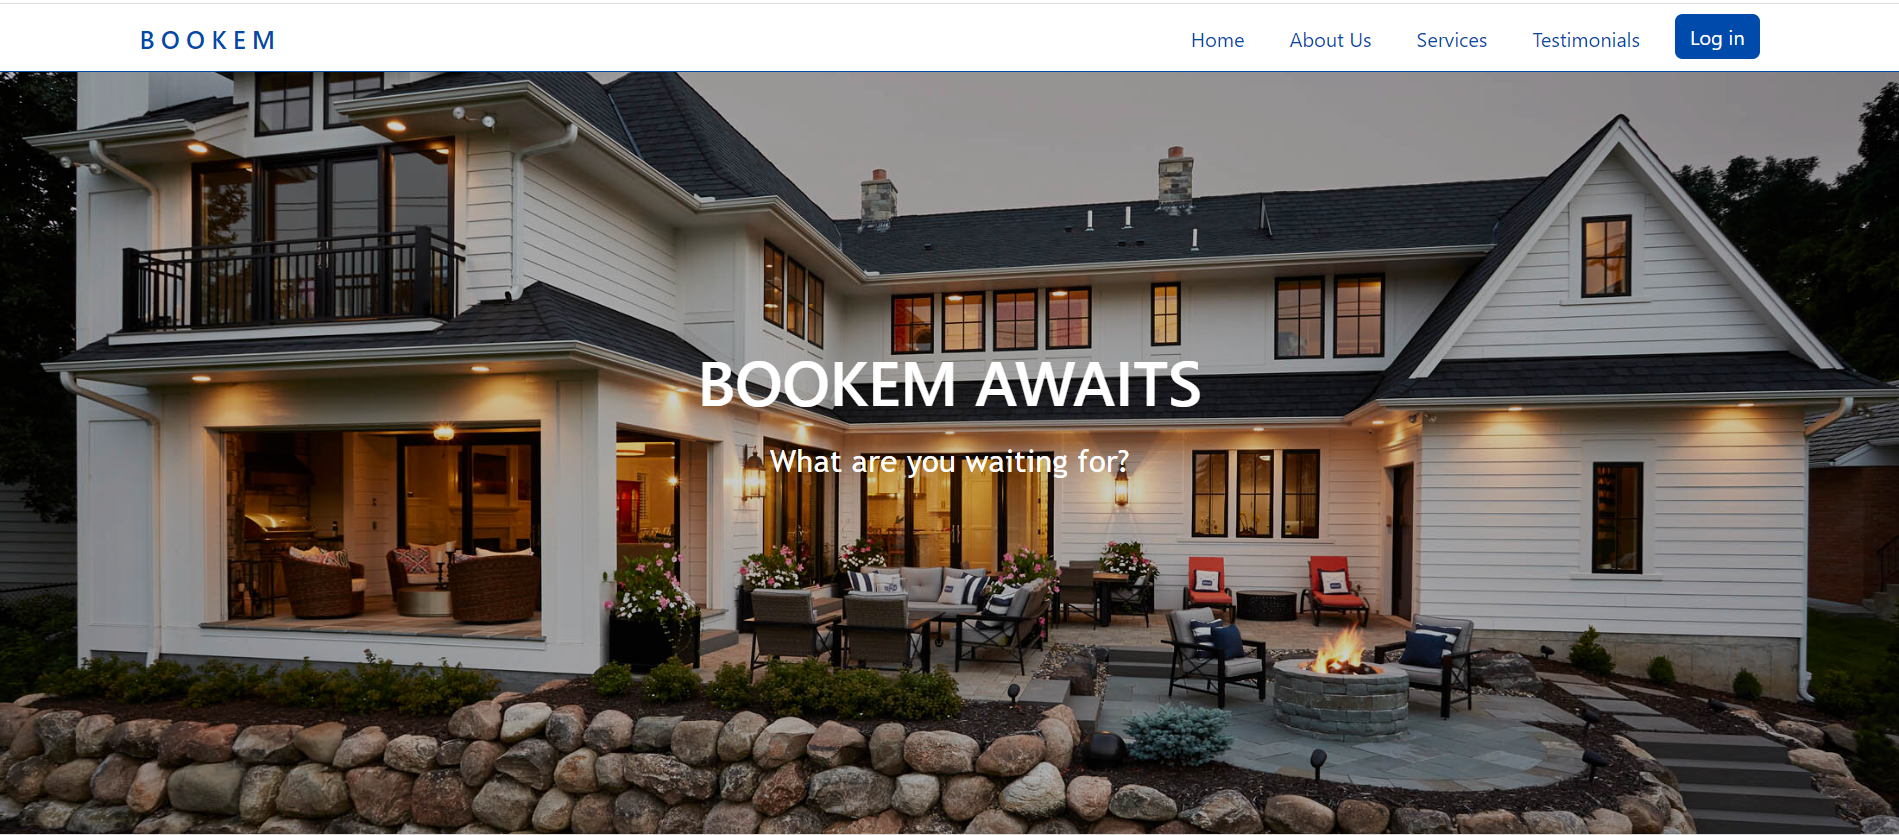 BOOKEM
Home
About Us
Services
Testimonials
Log in
BOOKEM AWAITS
What are you waiting for?